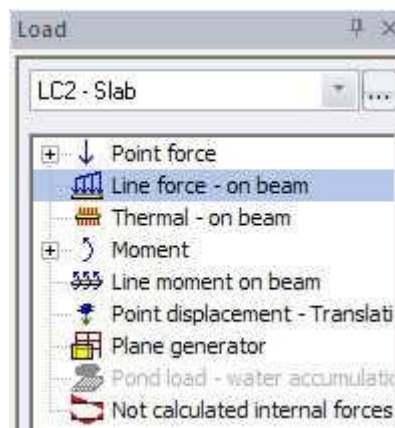 Load
LC2 - Slab
...
Point force
Line force - on beam
Thermal - on beam
Moment
Line moment on beam
Point displacement - Translati
Plane generator
Pond load - water accumulatic
Not calculated internal forces